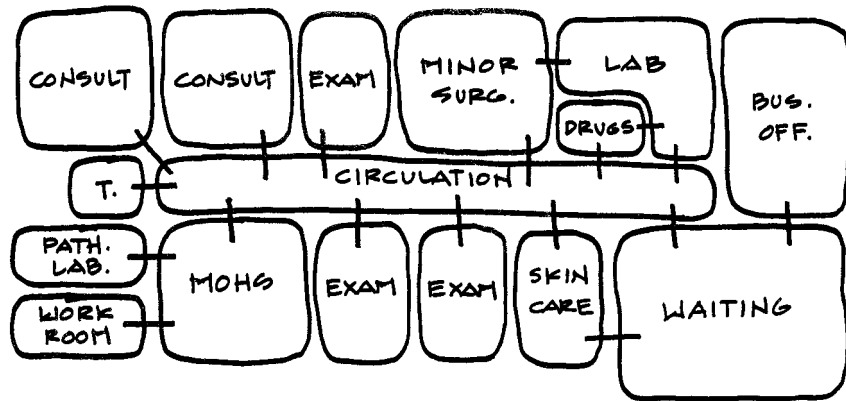 CONSULT
CONSULT
EXAM
MINOR
SURG.
LAB
BUS.
OFF.
DRUGS
T.
CIRCULATION
PATH.
LAB.
MOHS
EXAM
EXAM
SKIN
CARE
WAITING
WORK
ROOM